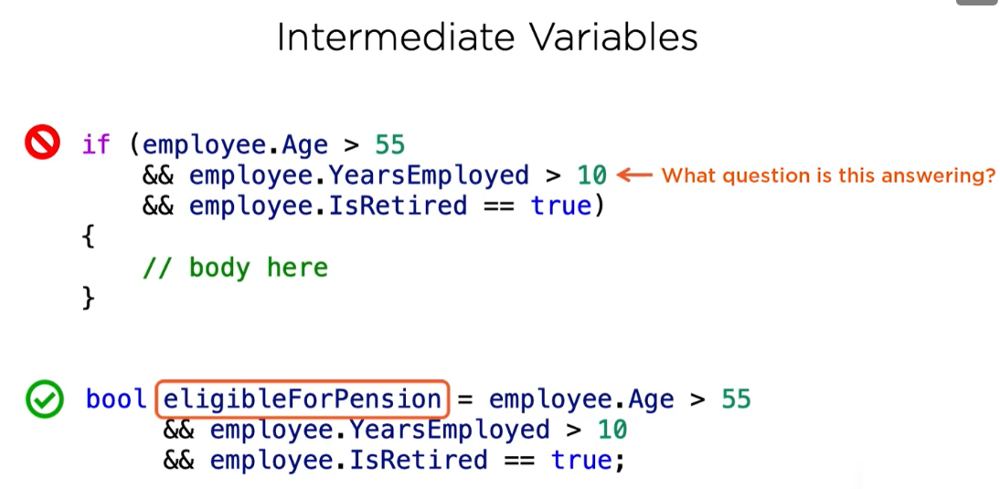 Intermediate Variables
if (employee.Age > 55
&& employee.YearsEmployed > 10 ← What question is this answering?
&& employee.IsRetired == true)
{
// body here
}
bool eligibleForPension = employee.Age > 55
&& employee.YearsEmployed > 10
&& employee.IsRetired == true;